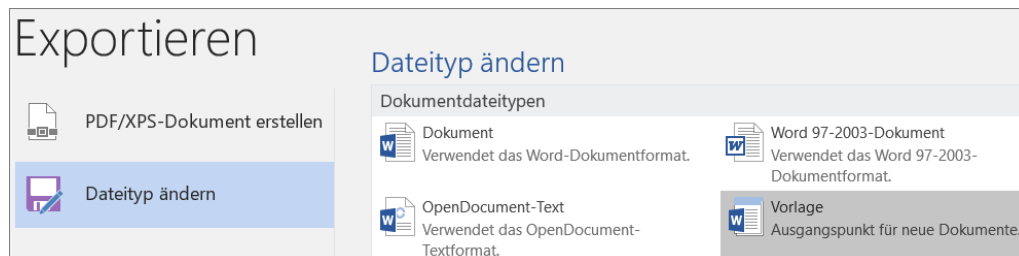 Exportieren
PDF/XPS-Dokument erstellen
Dateityp ändern
Dateityp ändern
Dokumentdateitypen
Dokument
Verwendet das Word-Dokumentformat.
Word 97-2003-Dokument
Verwendet das Word 97-2003-
Dokumentformat.
OpenDocument-Text
Verwendet das OpenDocument-
Textformat.
Vorlage
Ausgangspunkt für neue Dokumente.